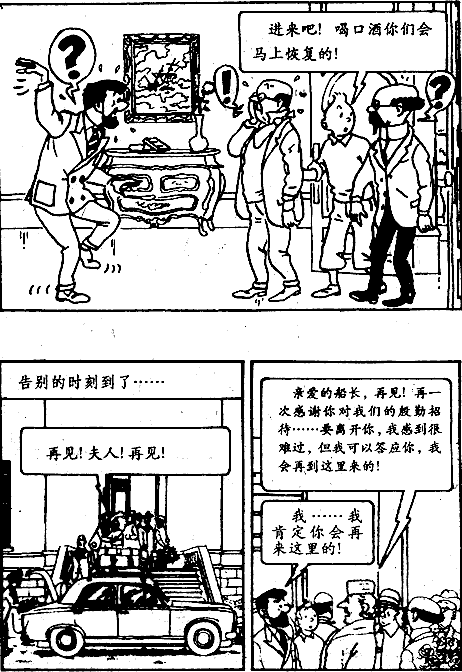 进来吧！喝口酒你们会
马上恢复的！
?
!
?
告别的时刻到了……
再见！夫人！再见！
亲爱的船长，再见！再一
次感谢你对我们的殷勤招
待……要离开你，我感到很
难过，但我可以答应你，我
会再到这里来的！
我……我
肯定你会再
来这里的！